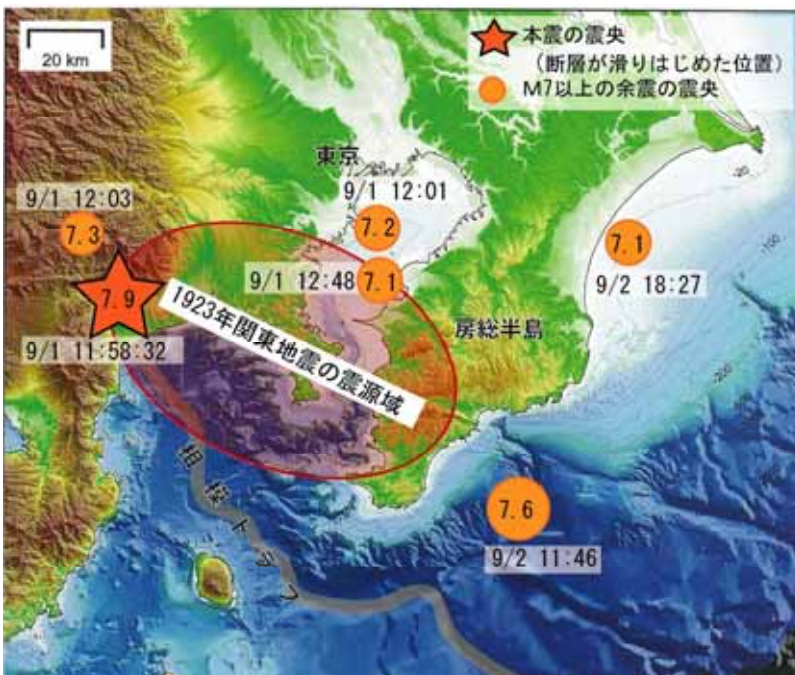 20 km
本震の震央
（断層が滑りはじめた位置）
M7以上の余震の震央
東京
9/1 12:03
7.3
9/1 12:01
7.2
7.1
9/2 18:27
9/1 12:48
7.1
7.9
9/1 11:58:32
1923年関東地震の震源域
房総半島
相模トラフ
7.6
9/2 11:46
-20
-100
-200